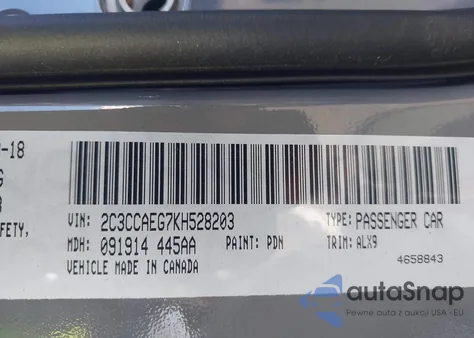 -18
FETY,
VIN: 2C3CCAEG7KH528203 TYPE: PASSENGER CAR
MDH: 091914 445AA PAINT: PDN TRIM: ALX9
VEHICLE MADE IN CANADA 4658843
autoSnap
Pewne auta z aukcji USA i EU